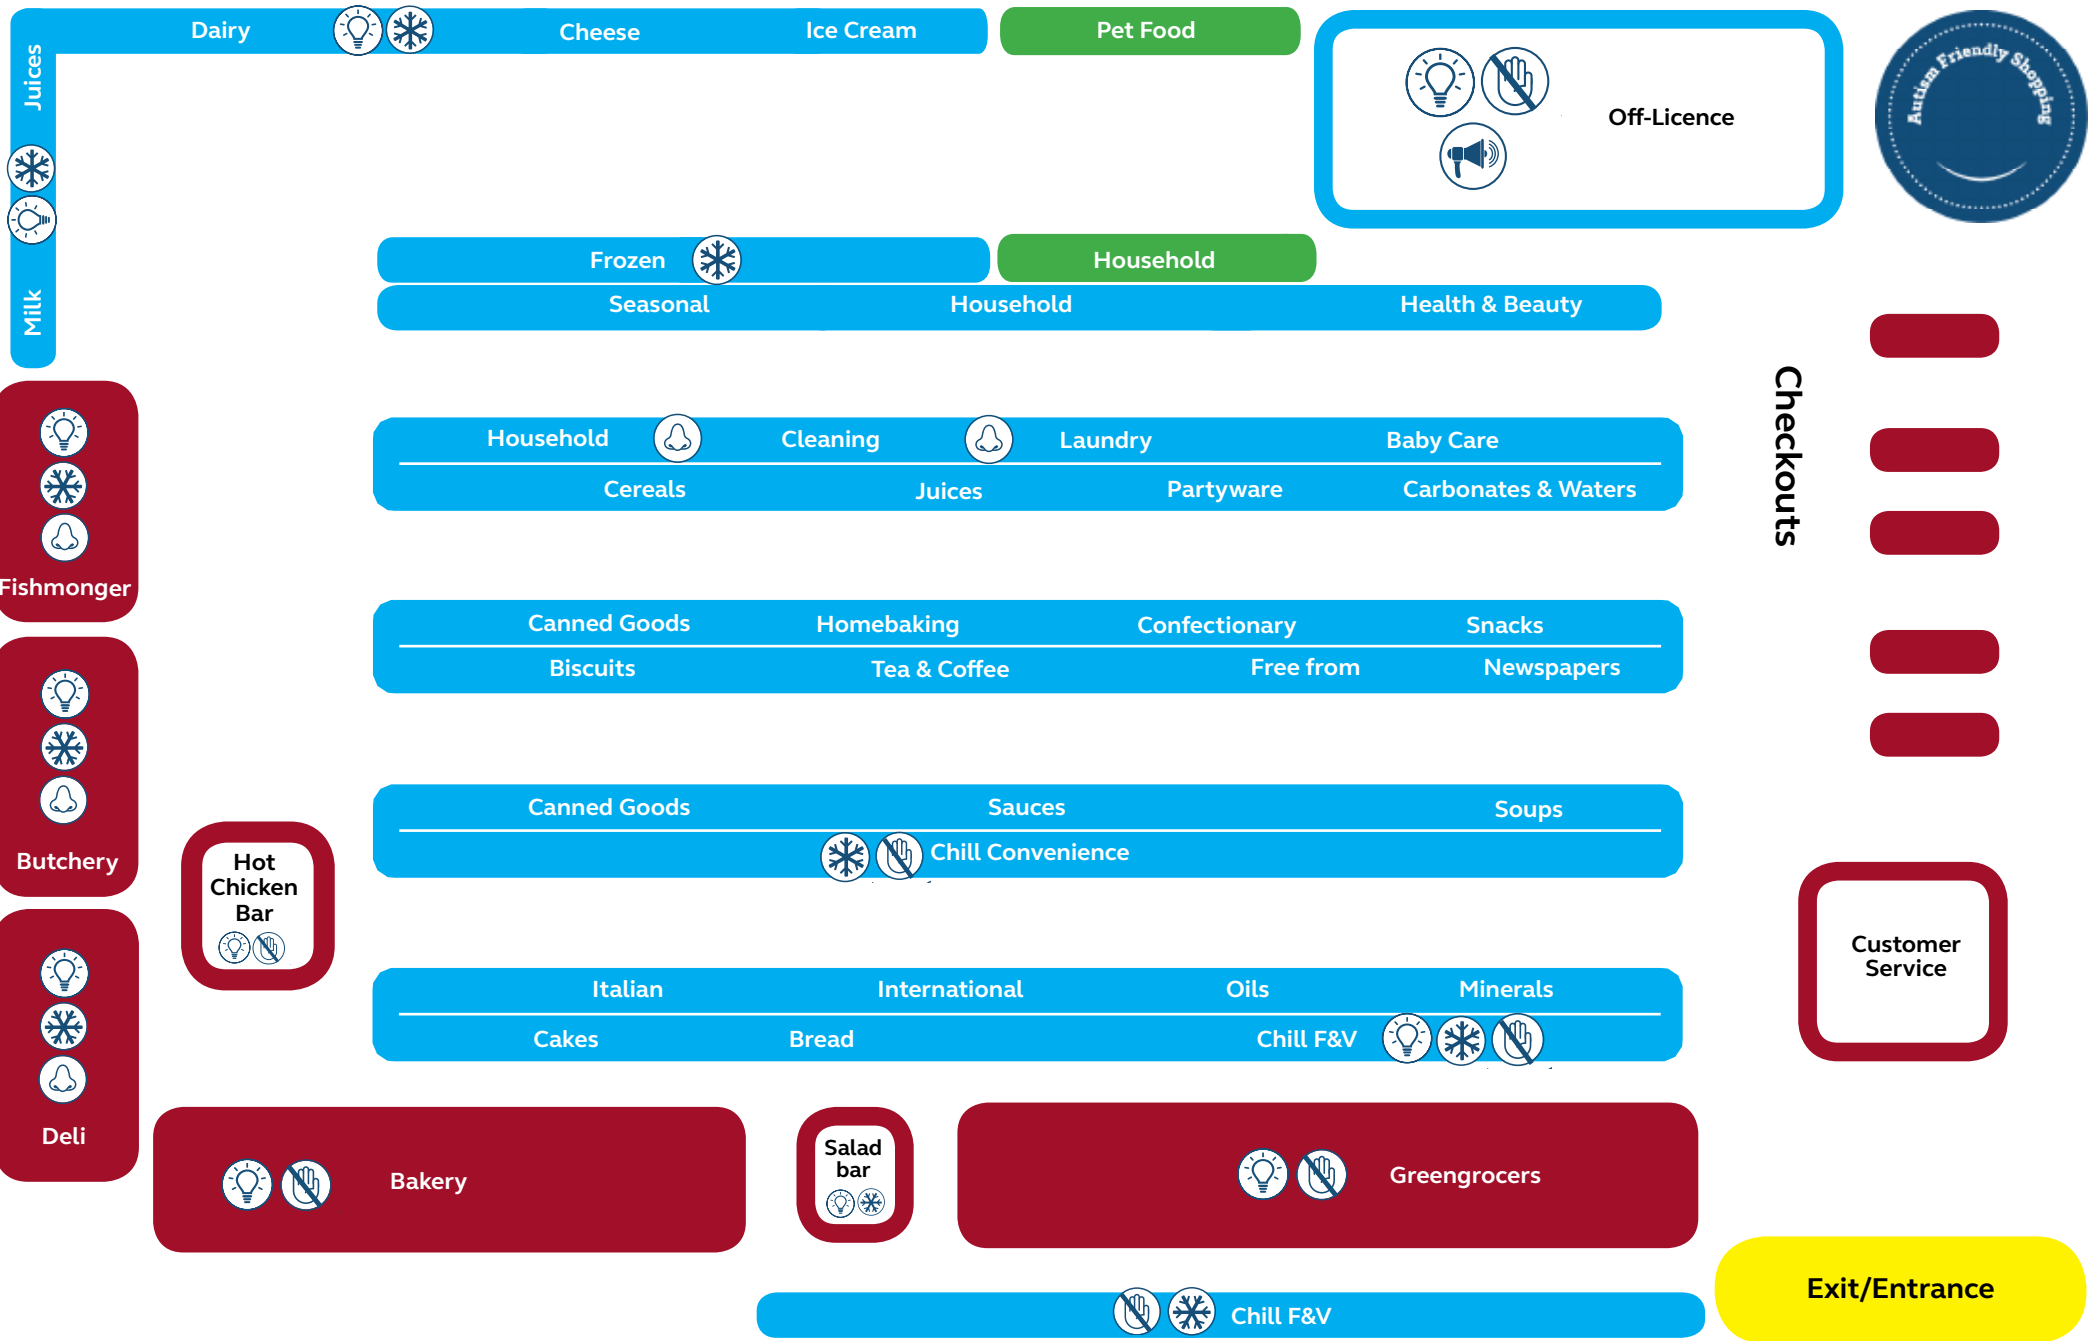 Dairy
Cheese
Ice Cream
Pet Food
Juices
Milk
Off-Licence
Autism Friendly Shopping
Frozen
Household
Seasonal
Household
Health & Beauty
Checkouts
Household
Cleaning
Laundry
Baby Care
Cereals
Juices
Partyware
Carbonates & Waters
Fishmonger
Canned Goods
Homebaking
Confectionary
Snacks
Biscuits
Tea & Coffee
Free from
Newspapers
Butchery
Canned Goods
Sauces
Soups
Chill Convenience
Hot
Chicken
Bar
Customer
Service
Italian
International
Oils
Minerals
Cakes
Bread
Chill F&V
Deli
Bakery
Salad
bar
Greengrocers
Exit/Entrance
Chill F&V